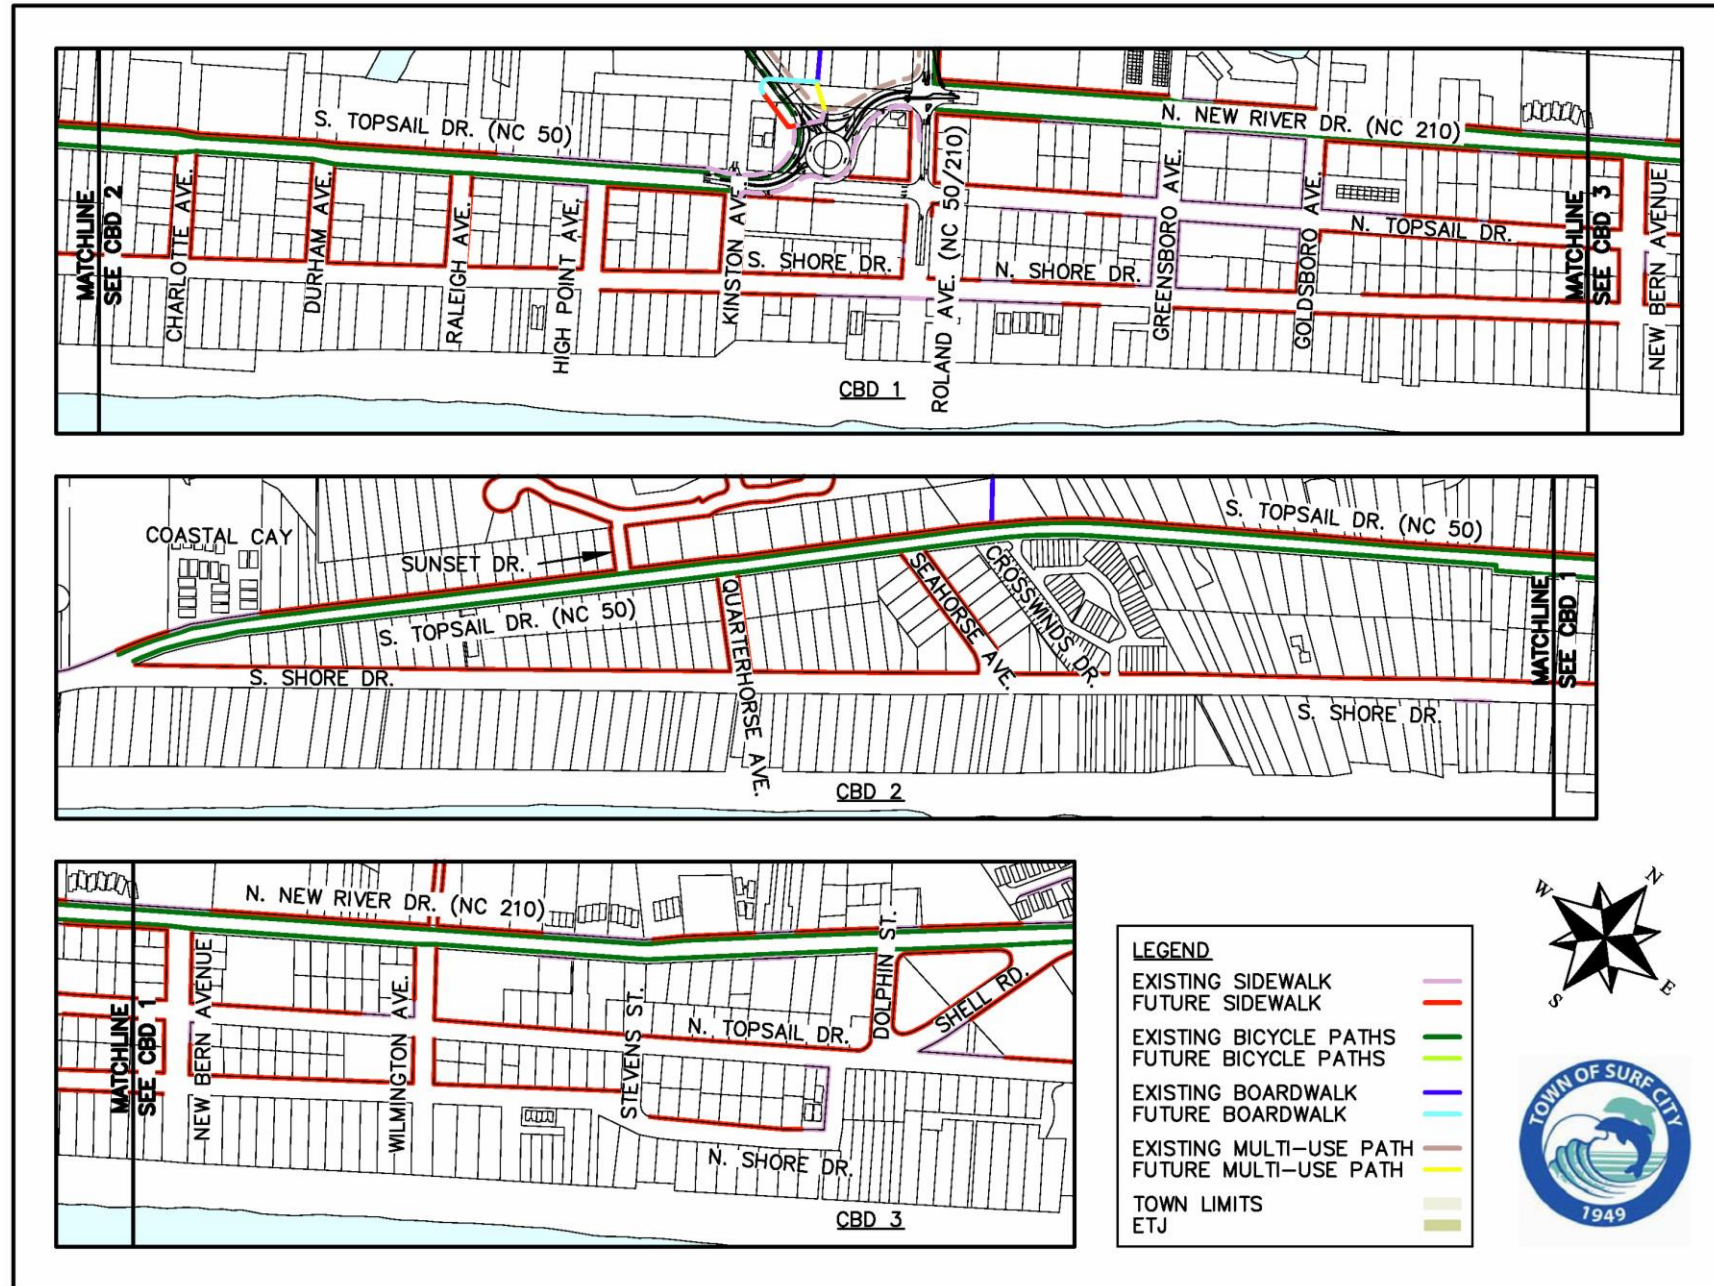 S. TOPSAIL DR. (NC 50)
N. NEW RIVER DR. (NC 210)
MATCHLINE
SEE CBD 2
CHARLOTTE AVE.
DURHAM AVE.
RALEIGH AVE.
HIGH POINT AVE.
KINSTON AVE.
S. SHORE DR.
ROLAND AVE. (NC 50/210)
N. SHORE DR.
GREENSBORO AVE.
GOLDSBORO AVE.
N. TOPSAIL DR.
MATCHLINE
SEE CBD 3
NEW BERN AVENUE
CBD 1
COASTAL CAY
SUNSET DR.
S. TOPSAIL DR. (NC 50)
S. TOPSAIL DR. (NC 50)
QUARTERHORSE AVE.
SEAHORSE AVE.
CROSSWINDS DR.
S. SHORE DR.
S. SHORE DR.
MATCHLINE
SEE CBD 1
CBD 2
N. NEW RIVER DR. (NC 210)
MATCHLINE
SEE CBD 1
NEW BERN AVENUE
WILMINGTON AVE.
STEVENS ST.
N. TOPSAIL DR.
DOLPHIN ST.
SHELL RD.
N. SHORE DR.
CBD 3
LEGEND
EXISTING SIDEWALK
FUTURE SIDEWALK
EXISTING BICYCLE PATHS
FUTURE BICYCLE PATHS
EXISTING BOARDWALK
FUTURE BOARDWALK
EXISTING MULTI-USE PATH
FUTURE MULTI-USE PATH
TOWN LIMITS
ETJ
W
N
S
E
TOWN OF SURF CITY
1949